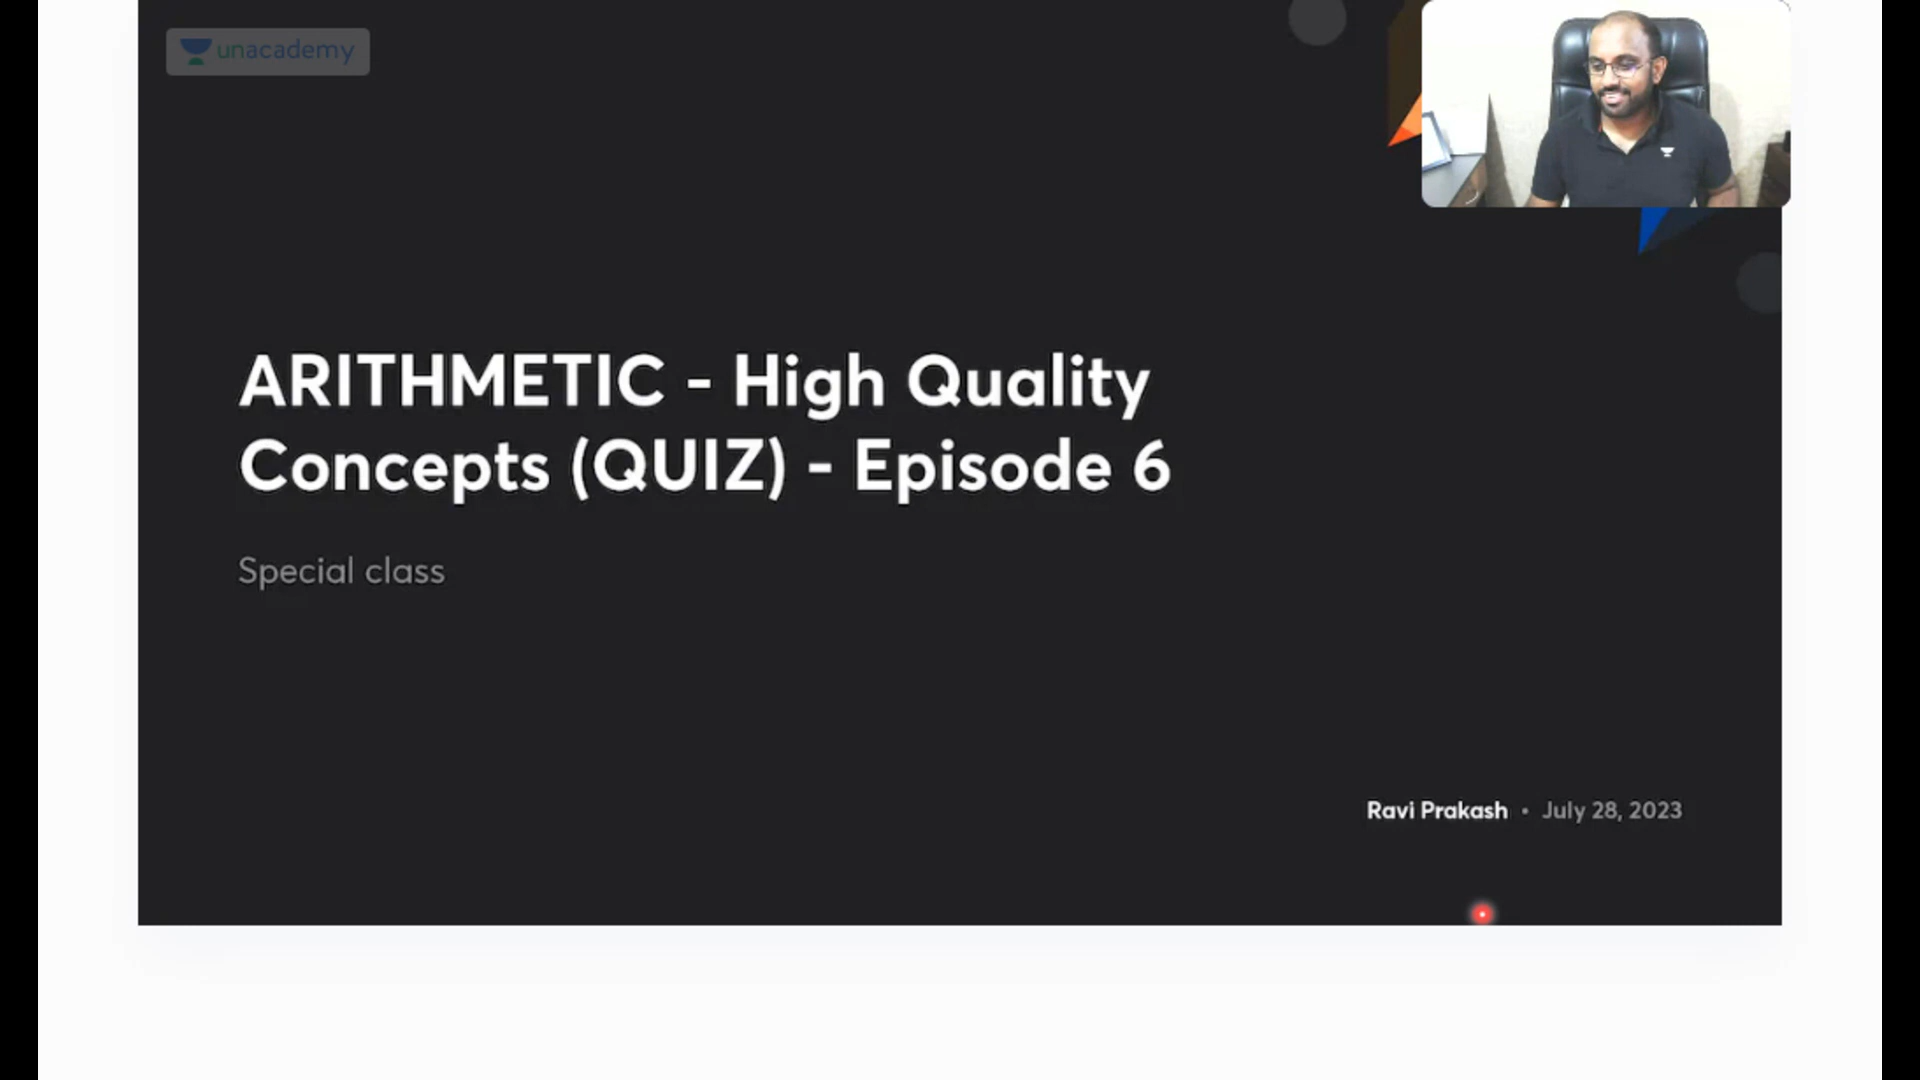 unacademy
ARITHMETIC - High Quality
Concepts (QUIZ) - Episode 6
Special class
Ravi Prakash • July 28, 2023